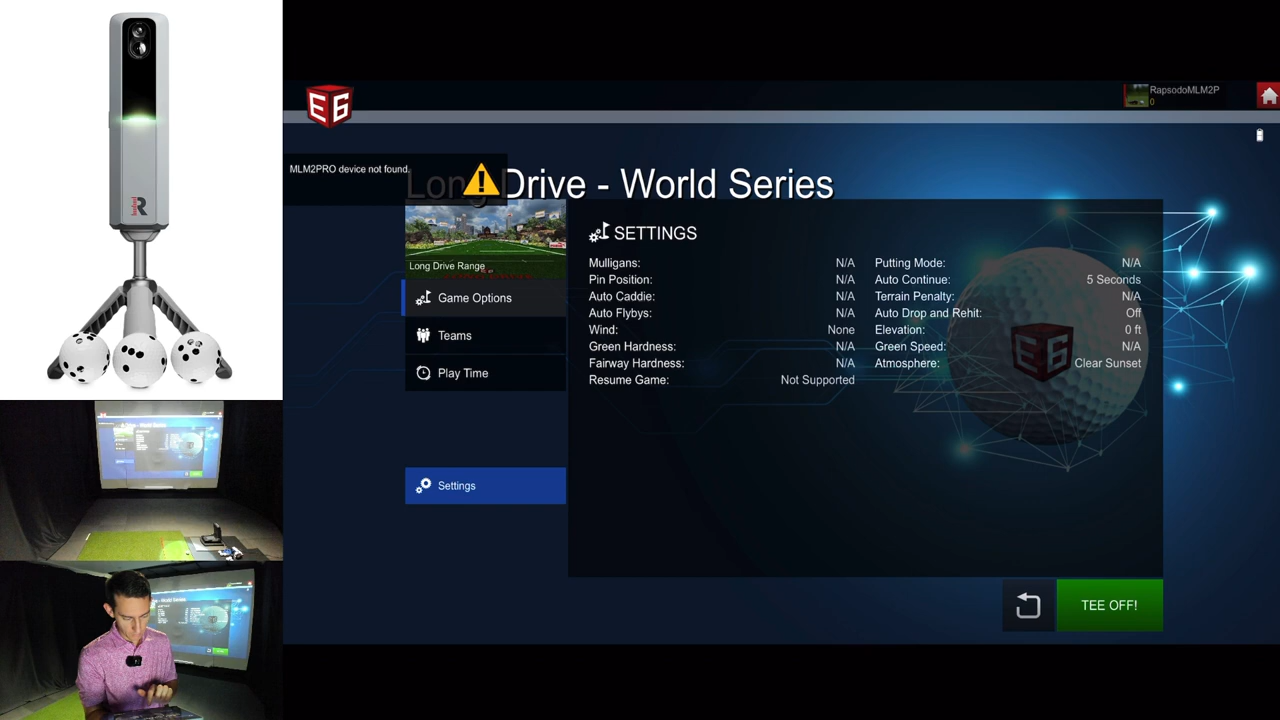 E6
RapsodoMLM2P
0
MLM2PRO device not found.
Long Drive - World Series
Long Drive Range
Game Options
Teams
Play Time
Settings
SETTINGS
Mulligans: N/A
Pin Position: N/A
Auto Caddie: N/A
Auto Flybys: N/A
Wind: None
Green Hardness: N/A
Fairway Hardness: N/A
Resume Game: Not Supported
Putting Mode: N/A
Auto Continue: 5 Seconds
Terrain Penalty: N/A
Auto Drop and Rehit: Off
Elevation: 0 ft
Green Speed: N/A
Atmosphere: Clear Sunset
E6
TEE OFF!